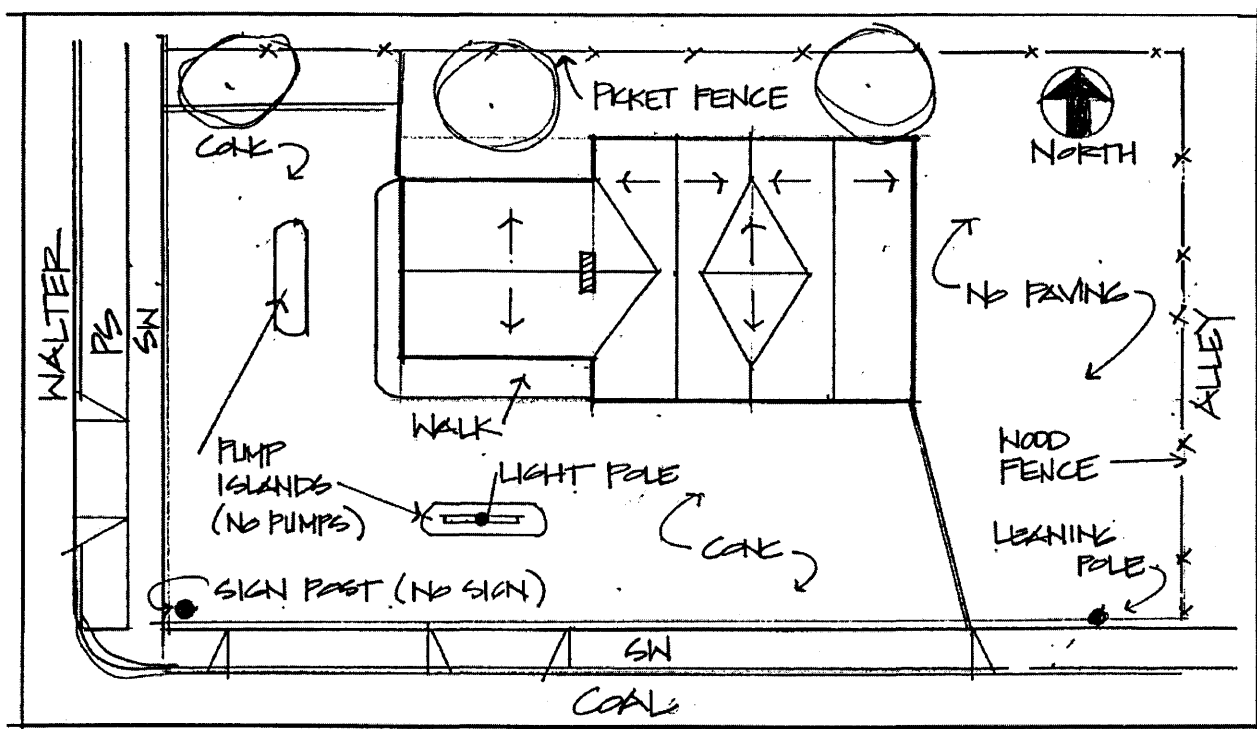 PICKET FENCE
CONC
NORTH
WALTER
PS
SW
NO PAVING
ALLEY
WALK
PUMP
ISLANDS
(NO PUMPS)
LIGHT POLE
WOOD
FENCE
CONC
LEANING
POLE
SIGN POST (NO SIGN)
SW
COAL